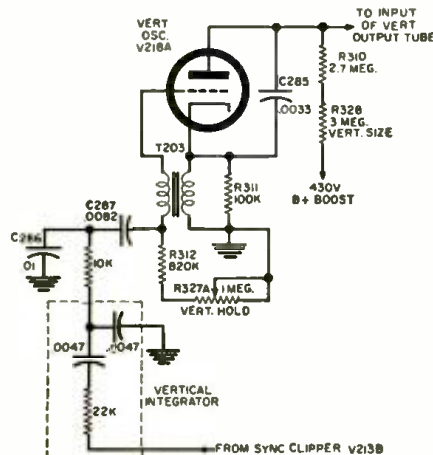 VERT
OSC.
V218A
TO INPUT
OF VERT
OUTPUT TUBE
C285
.0033
R310
2.7 MEG.
R328
3 MEG.
VERT. SIZE
430V
B+ BOOST
T203
R311
100K
C287
.0082
C286
.01
10K
R312
820K
R327A 1 MEG.
VERT. HOLD
.0047
.0047
VERTICAL
INTEGRATOR
22K
FROM SYNC CLIPPER V213B